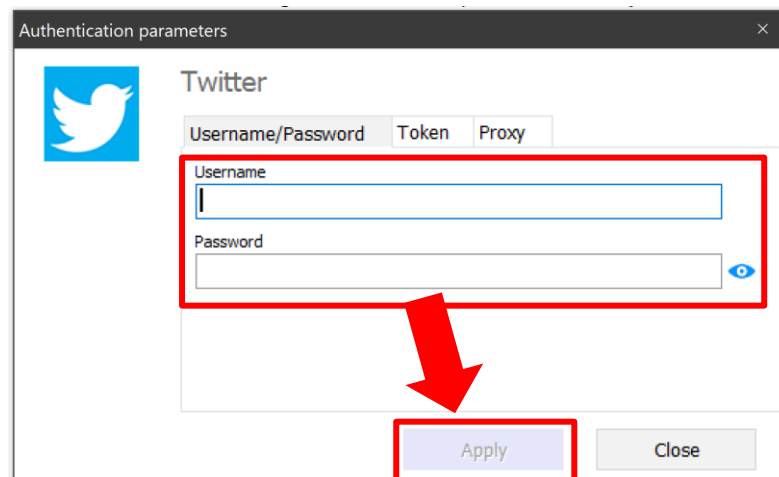 Authentication parameters
Twitter
Username/Password Token Proxy
Username
Password
Apply Close